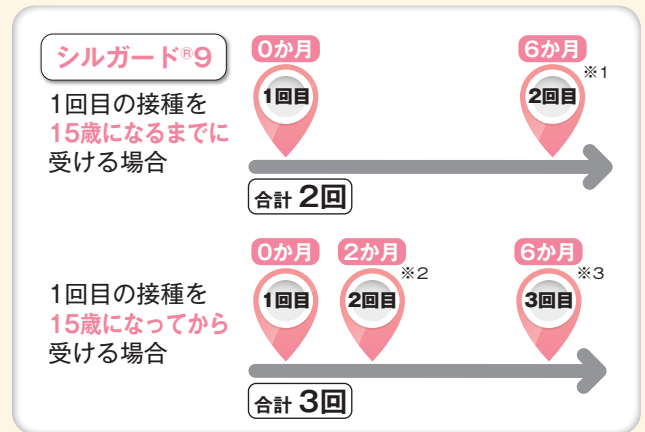 シルガード®9
1回目の接種を
15歳になるまでに
受ける場合
0か月
6か月
1回目
2回目
※1
合計 2回
1回目の接種を
15歳になってから
受ける場合
0か月
2か月
6か月
1回目
2回目
※2
3回目
※3
合計 3回